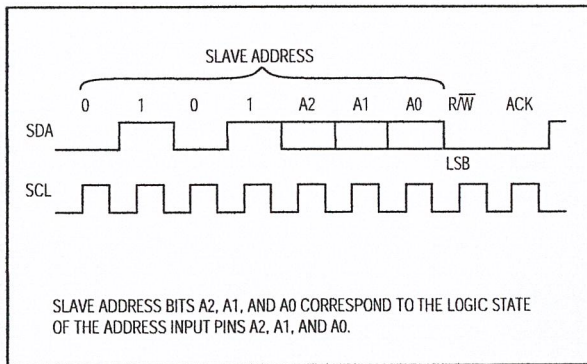 SLAVE ADDRESS
0 1 0 1 A2 A1 A0 R/W̅ ACK
SDA
LSB
SCL
SLAVE ADDRESS BITS A2, A1, AND A0 CORRESPOND TO THE LOGIC STATE
OF THE ADDRESS INPUT PINS A2, A1, AND A0.